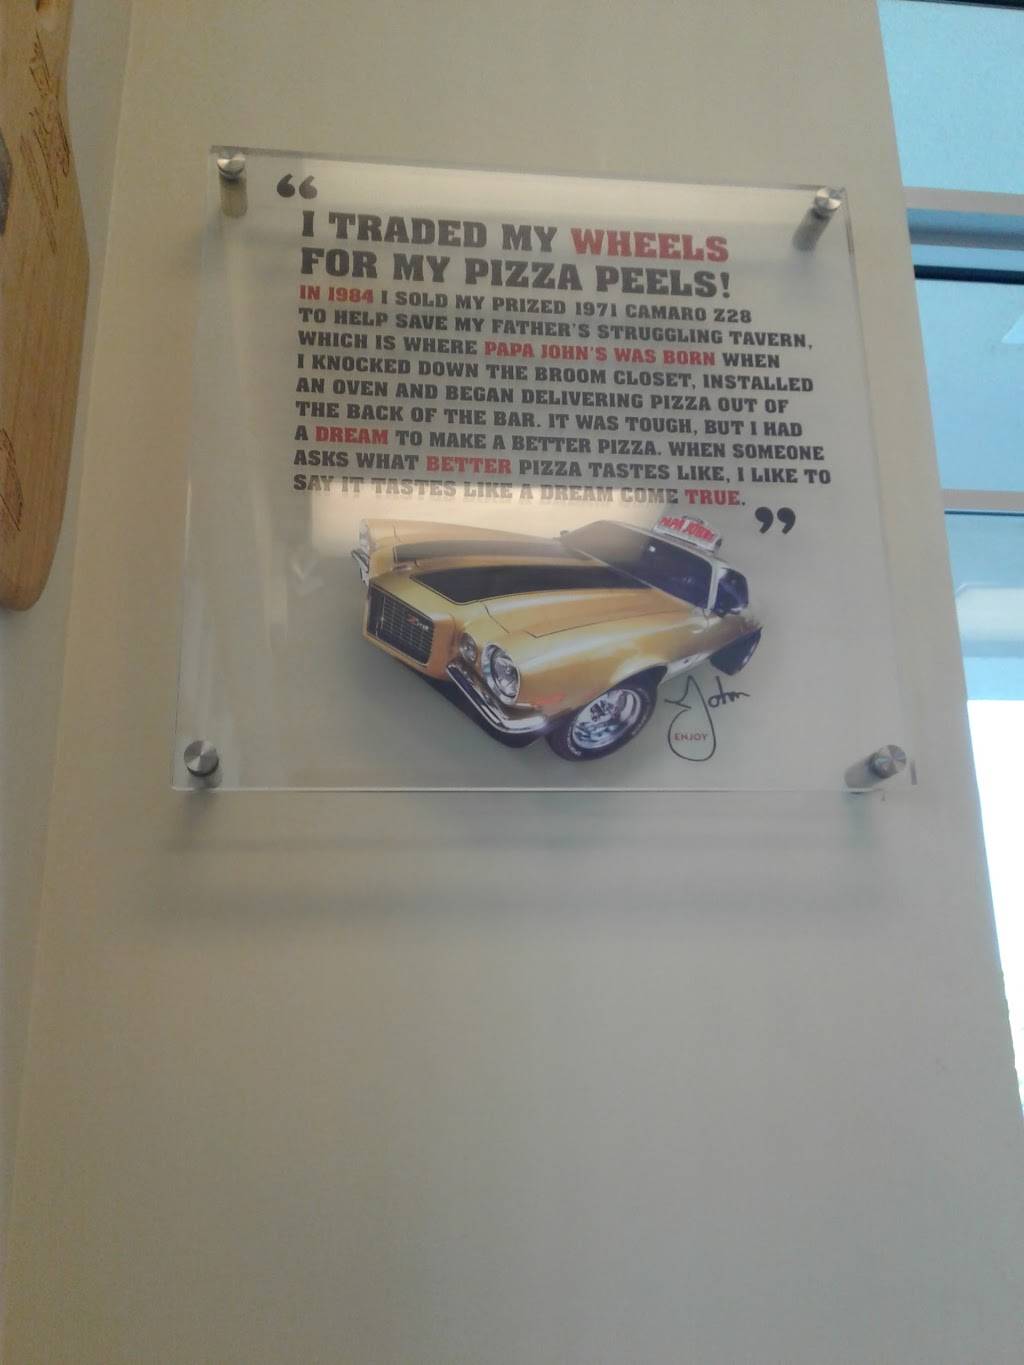 “
I TRADED MY WHEELS
FOR MY PIZZA PEELS!
IN 1984 I SOLD MY PRIZED 1971 CAMARO Z28
TO HELP SAVE MY FATHER'S STRUGGLING TAVERN,
WHICH IS WHERE PAPA JOHN'S WAS BORN WHEN
I KNOCKED DOWN THE BROOM CLOSET, INSTALLED
AN OVEN AND BEGAN DELIVERING PIZZA OUT OF
THE BACK OF THE BAR. IT WAS TOUGH, BUT I HAD
A DREAM TO MAKE A BETTER PIZZA. WHEN SOMEONE
ASKS WHAT BETTER PIZZA TASTES LIKE, I LIKE TO
SAY IT TASTES LIKE A DREAM COME TRUE.
”
PAPA JOHN'S
John
ENJOY